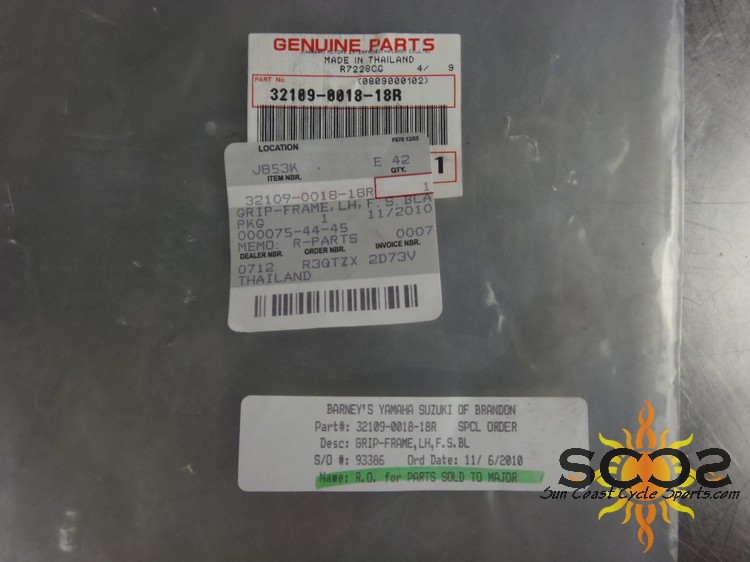 GENUINE PARTS
MADE IN THAILAND
R7228CG 4/ 9
PART No. (0809000102)
32109-0018-18R
1
LOCATION
J853K E 42
ITEM NBR. QTY.
32109-0018-18R 1
GRIP-FRAME,LH,F.S.BLA
PKG 1 11/2010
000075-44-45
MEMO: R-PARTS 0007
DEALER NBR. ORDER NBR. INVOICE NBR.
0712 R3QTZX 2D73V
THAILAND
BARNEY'S YAMAHA SUZUKI OF BRANDON
Part#: 32109-0018-18R SPCL ORDER
Desc: GRIP-FRAME,LH,F.S.BL
S/O #: 93386 Ord Date: 11/ 6/2010
Name: R.O. for PARTS SOLD TO MAJOR
SCCS
Sun Coast Cycle Sports.com